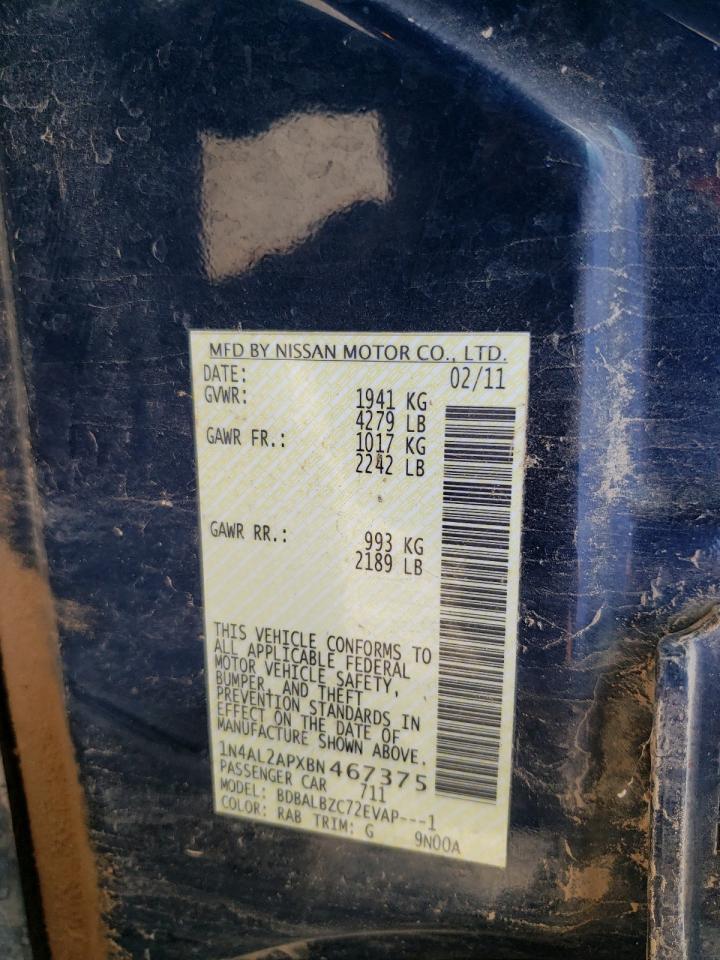 MFD BY NISSAN MOTOR CO., LTD.
DATE: 02/11
GVWR: 1941 KG
4279 LB
GAWR FR.: 1017 KG
2242 LB
GAWR RR.: 993 KG
2189 LB
THIS VEHICLE CONFORMS TO
ALL APPLICABLE FEDERAL
MOTOR VEHICLE SAFETY,
BUMPER, AND THEFT
PREVENTION STANDARDS IN
EFFECT ON THE DATE OF
MANUFACTURE SHOWN ABOVE.
1N4AL2APXBN467375
PASSENGER CAR 711
MODEL: BDBALBZC72EVAP---1
COLOR: RAB TRIM: G 9N00A